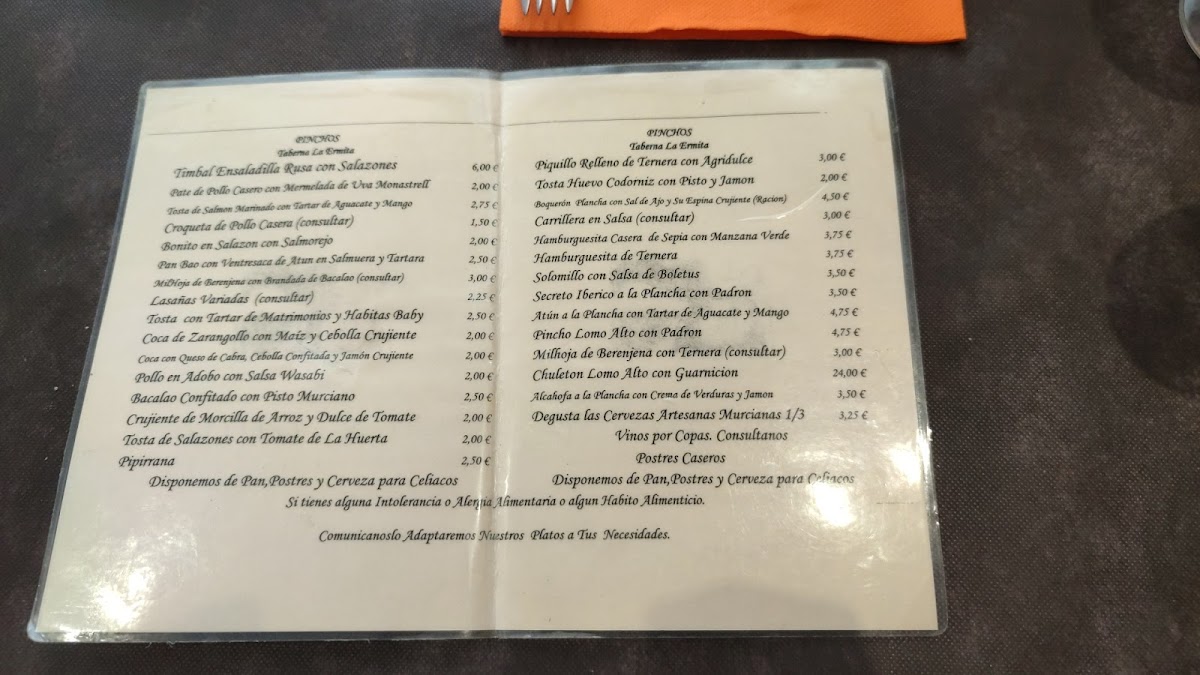 PINCHOS
Taberna La Ermita
Timbal Ensaladilla Rusa con Salazones 6,00 €
Pate de Pollo Casero con Mermelada de Uva Monastrell 2,00 €
Tosta de Salmon Marinado con Tartar de Aguacate y Mango 2,75 €
Croqueta de Pollo Casera (consultar) 1,50 €
Bonito en Salazon con Salmorejo 2,00 €
Pan Bao con Ventresaca de Atun en Salmuera y Tartara 2,50 €
MilHoja de Berenjena con Brandada de Bacalao (consultar) 3,00 €
Lasañas Variadas (consultar) 2,25 €
Tosta con Tartar de Matrimonios y Habitas Baby 2,50 €
Coca de Zarangollo con Maíz y Cebolla Crujiente 2,00 €
Coca con Queso de Cabra, Cebolla Confitada y Jamón Crujiente 2,00 €
Pollo en Adobo con Salsa Wasabi 2,00 €
Bacalao Confitado con Pisto Murciano 2,50 €
Crujiente de Morcilla de Arroz y Dulce de Tomate 2,00 €
Tosta de Salazones con Tomate de La Huerta 2,00 €
Pipirrana 2,50 €
Disponemos de Pan,Postres y Cerveza para Celiacos
PINCHOS
Taberna La Ermita
Piquillo Relleno de Ternera con Agridulce 3,00 €
Tosta Huevo Codorniz con Pisto y Jamon 2,00 €
Boquerón Plancha con Sal de Ajo y Su Espina Crujiente (Racion) 4,50 €
Carrillera en Salsa (consultar) 3,00 €
Hamburguesita Casera de Sepia con Manzana Verde 3,75 €
Hamburguesita de Ternera 3,75 €
Solomillo con Salsa de Boletus 3,50 €
Secreto Iberico a la Plancha con Padron 3,50 €
Atún a la Plancha con Tartar de Aguacate y Mango 4,75 €
Pincho Lomo Alto con Padron 4,75 €
Milhoja de Berenjena con Ternera (consultar) 3,00 €
Chuleton Lomo Alto con Guarnicion 24,00 €
Alcahofa a la Plancha con Crema de Verduras y Jamon 3,50 €
Degusta las Cervezas Artesanas Murcianas 1/3 3,25 €
Vinos por Copas. Consultanos
Postres Caseros
Disponemos de Pan,Postres y Cerveza para Celiacos
Si tienes alguna Intolerancia o Alergia Alimentaria o algun Habito Alimenticio.
Comunicanoslo Adaptaremos Nuestros Platos a Tus Necesidades.